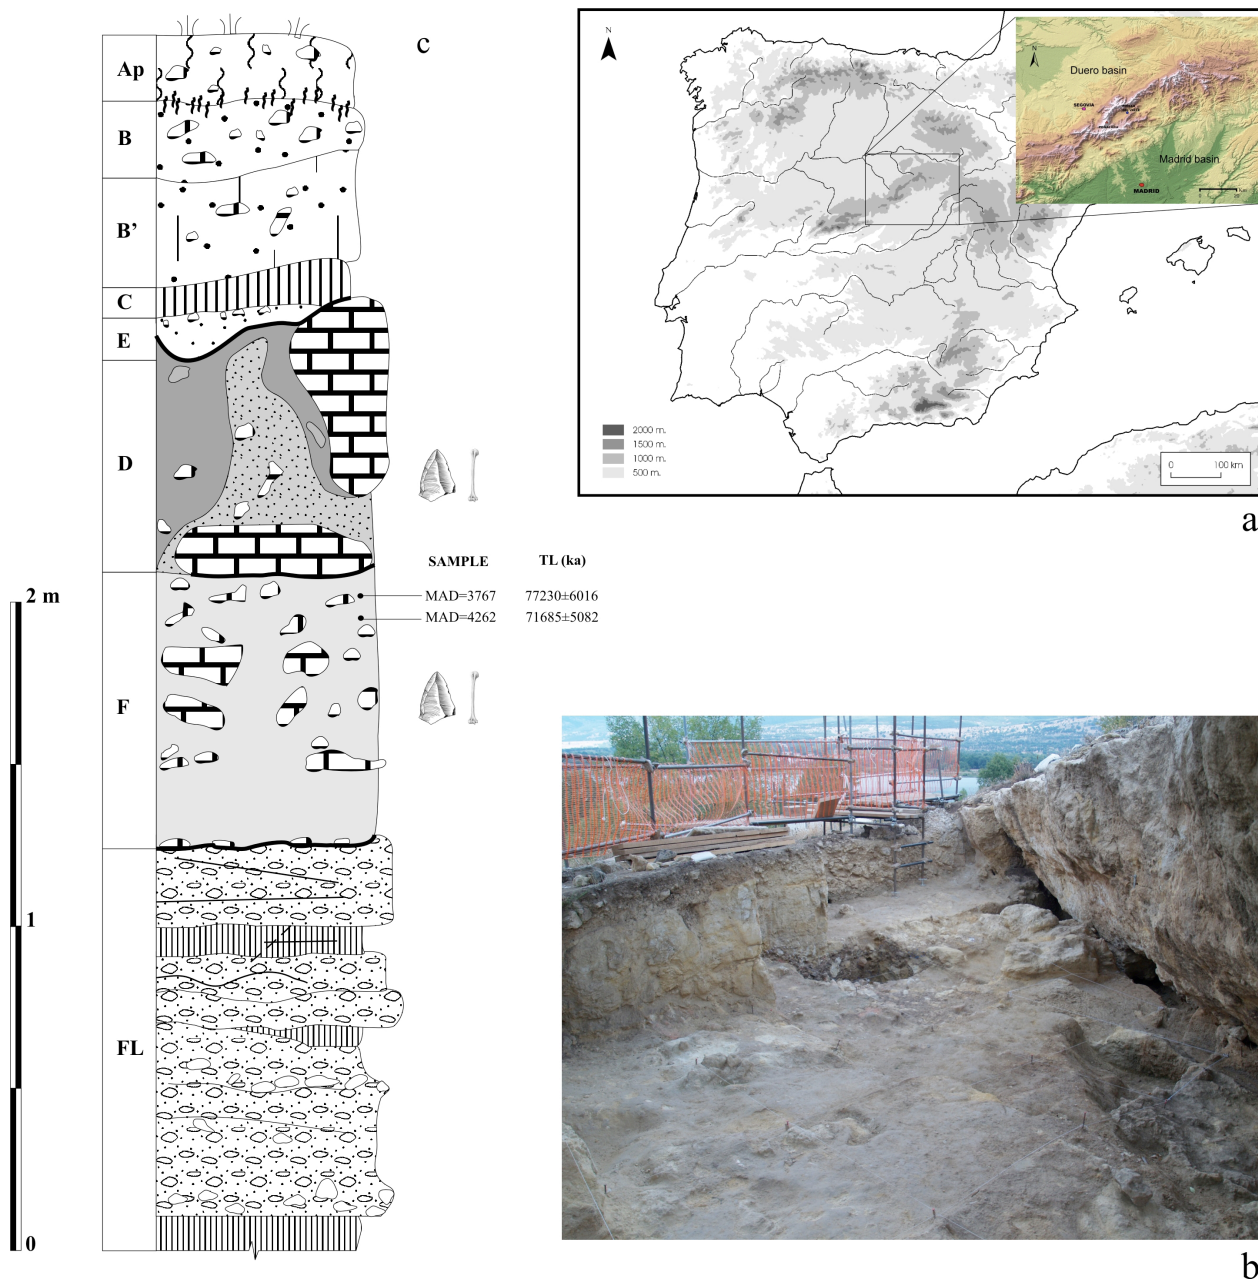 c
Ap
B
B’
C
E
D
F
FL
2 m
1
0
SAMPLE TL (ka)
MAD=3767 77230±6016
MAD=4262 71685±5082
N
2000 m.
1500 m.
1000 m.
500 m.
0 100 km
N
Duero basin
SEGOVIA
Madrid basin
MADRID
a
b